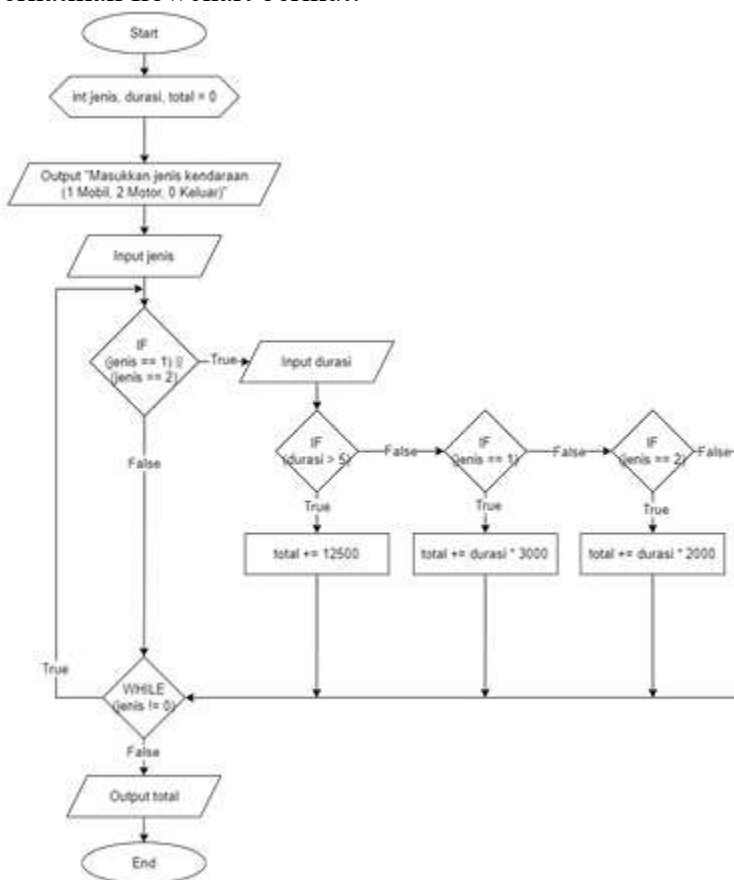 Start
int jenis, durasi, total = 0
Output "Masukkan jenis kendaraan
(1 Mobil, 2 Motor, 0 Keluar)"
Input jenis
IF
(jenis == 1) ||
(jenis == 2)
True
Input durasi
False
IF
(durasi > 5)
False
IF
(jenis == 1)
False
IF
(jenis == 2)
False
True
True
True
total += 12500
total += durasi * 3000
total += durasi * 2000
True
WHILE
(jenis != 0)
False
Output total
End